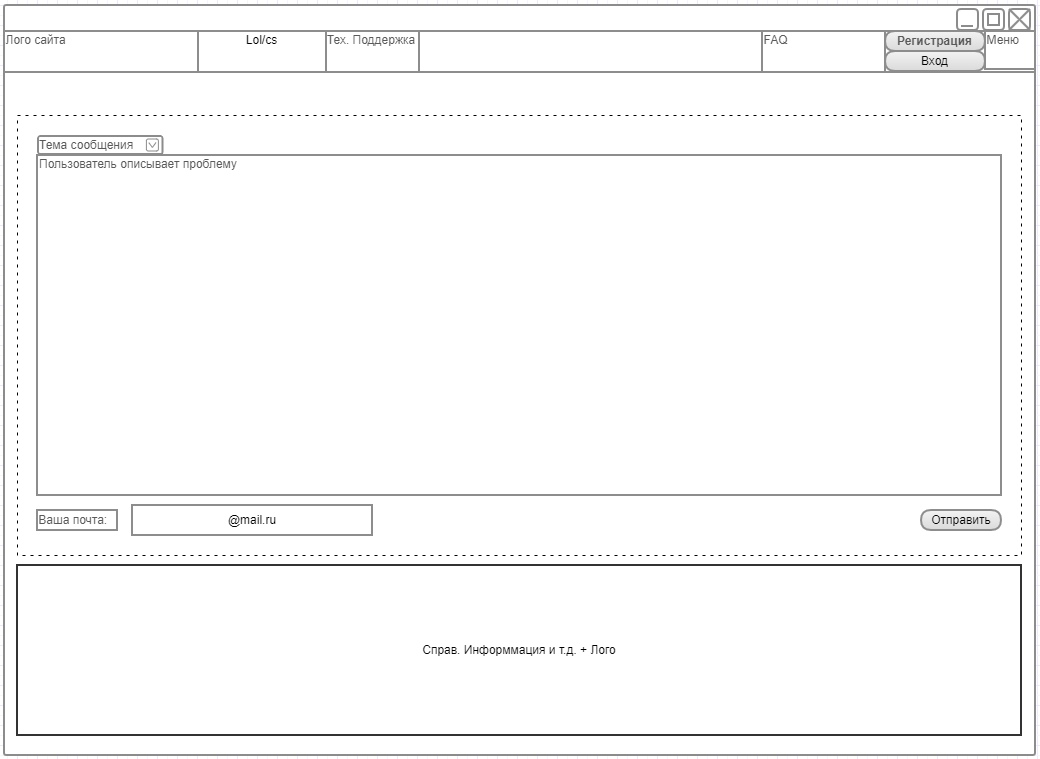 Лого сайта
Lol/cs
Тех. Поддержка
FAQ
Регистрация
Вход
Меню
Тема сообщения
Пользователь описывает проблему
Ваша почта:
@mail.ru
Отправить
Справ. Информмация и т.д. + Лого